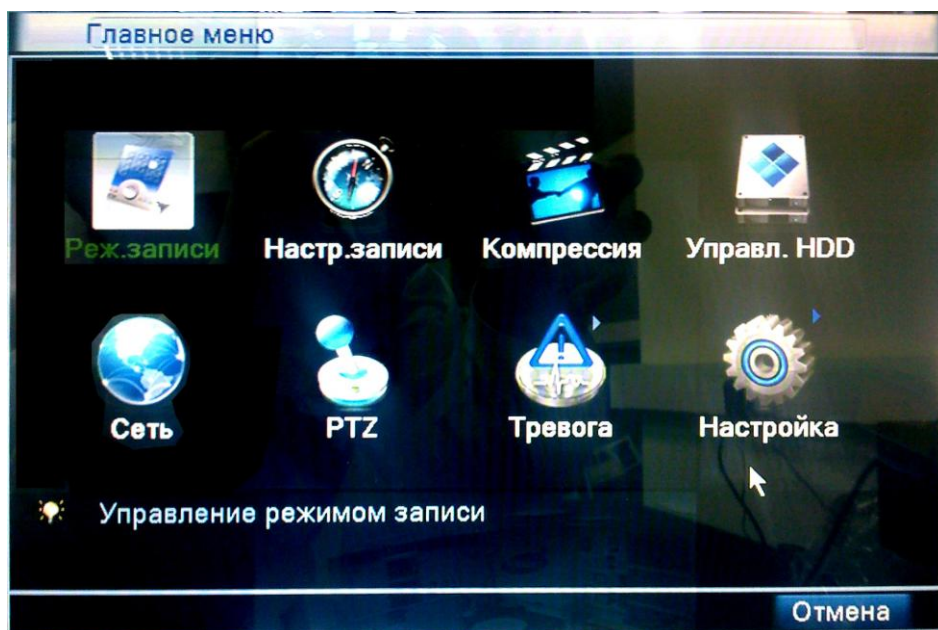 Главное меню
Реж.записи Настр.записи Компрессия Управл. HDD
Сеть PTZ Тревога Настройка
Управление режимом записи
Отмена